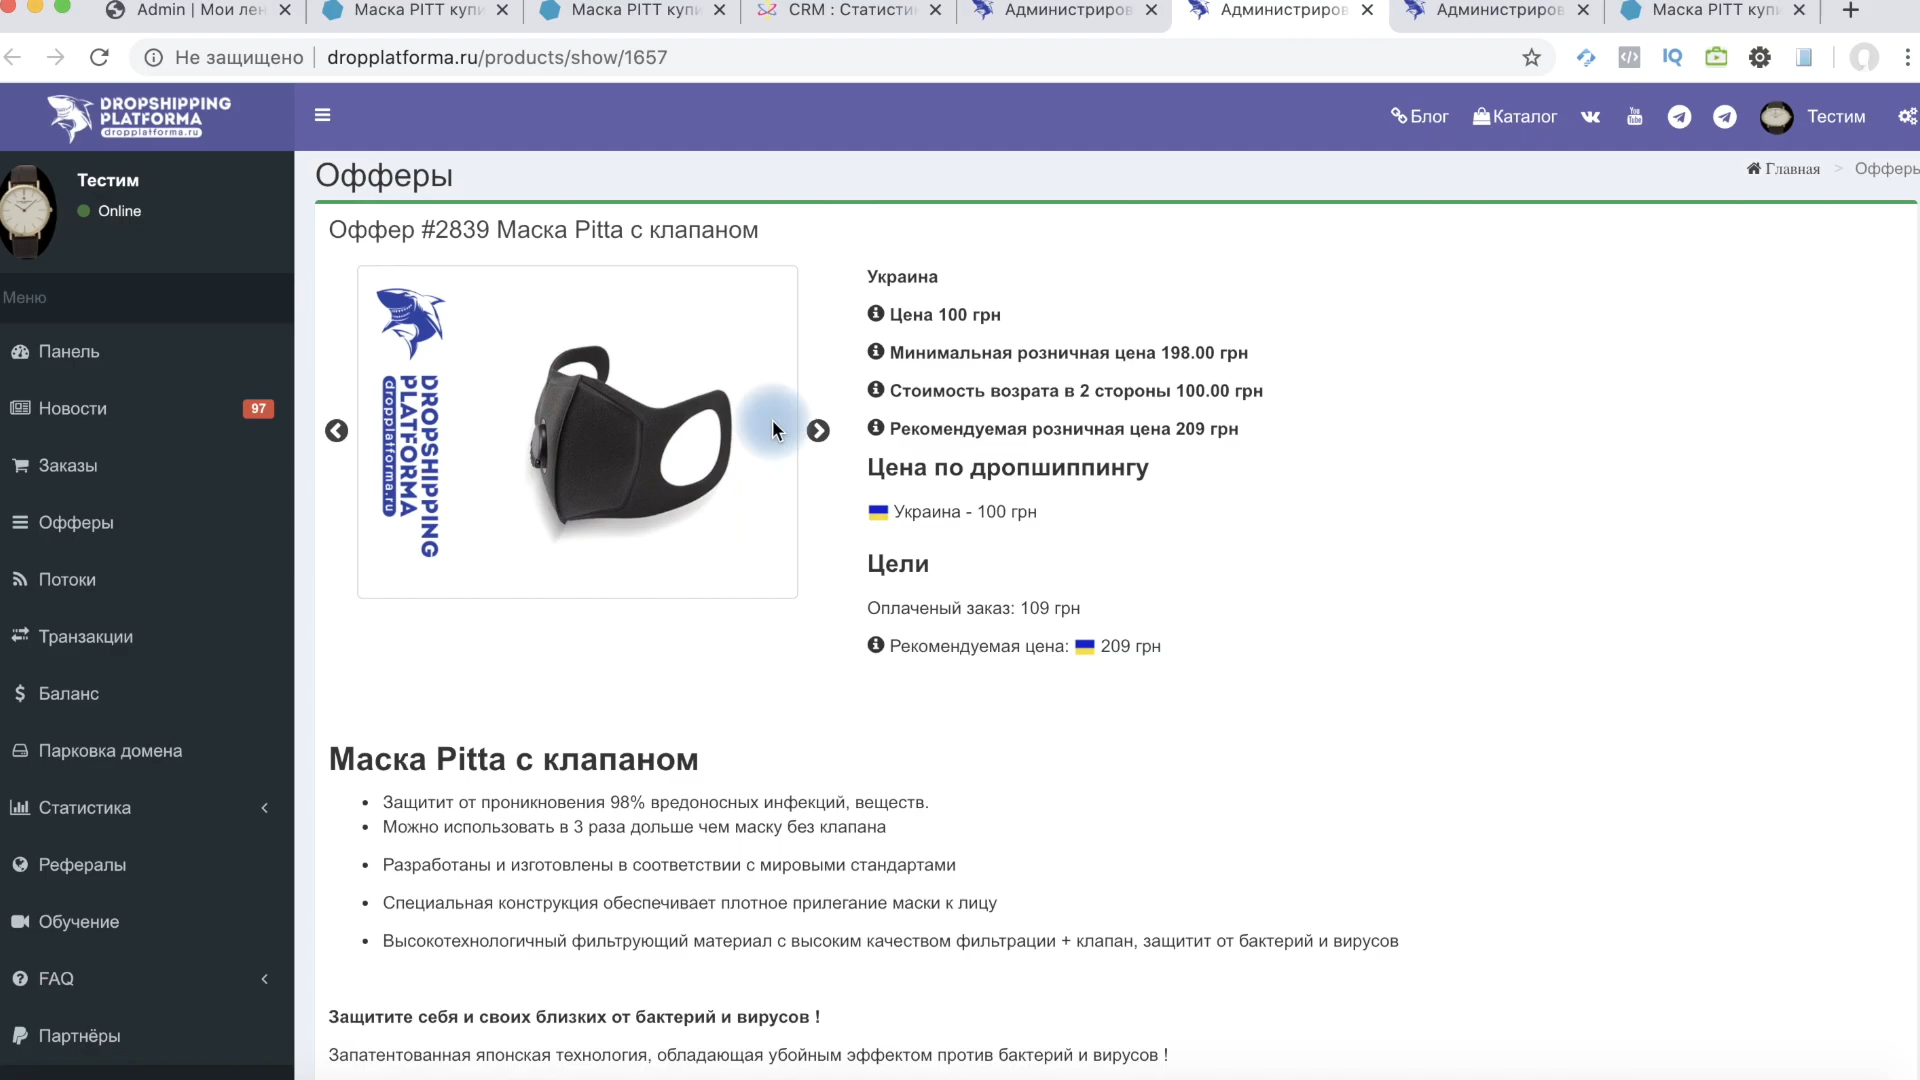 Admin | Мои лен
Маска PITT купи
Маска PITT купи
CRM : Статисти
Администриров
Администриров
Администриров
Маска PITT купи
Не защищено
dropplatforma.ru/products/show/1657
IQ
DROPSHIPPING
PLATFORMA
dropplatforma.ru
Блог
Каталог
You
Tube
Тестим
Тестим
Online
Меню
Панель
Новости
97
Заказы
Офферы
Потоки
Транзакции
Баланс
Парковка домена
Статистика
Рефералы
Обучение
FAQ
Партнёры
Офферы
Главная > Офферы
Оффер #2839 Маска Pitta с клапаном
DROPSHIPPING
PLATFORMA
dropplatforma.ru
Украина
Цена 100 грн
Минимальная розничная цена 198.00 грн
Стоимость возрата в 2 стороны 100.00 грн
Рекомендуемая розничная цена 209 грн
Цена по дропшиппингу
Украина - 100 грн
Цели
Оплаченый заказ: 109 грн
Рекомендуемая цена: 209 грн
Маска Pitta с клапаном
• Защитит от проникновения 98% вредоносных инфекций, веществ.
• Можно использовать в 3 раза дольше чем маску без клапана
• Разработаны и изготовлены в соответствии с мировыми стандартами
• Специальная конструкция обеспечивает плотное прилегание маски к лицу
• Высокотехнологичный фильтрующий материал с высоким качеством фильтрации + клапан, защитит от бактерий и вирусов
Защитите себя и своих близких от бактерий и вирусов !
Запатентованная японская технология, обладающая убойным эффектом против бактерий и вирусов !